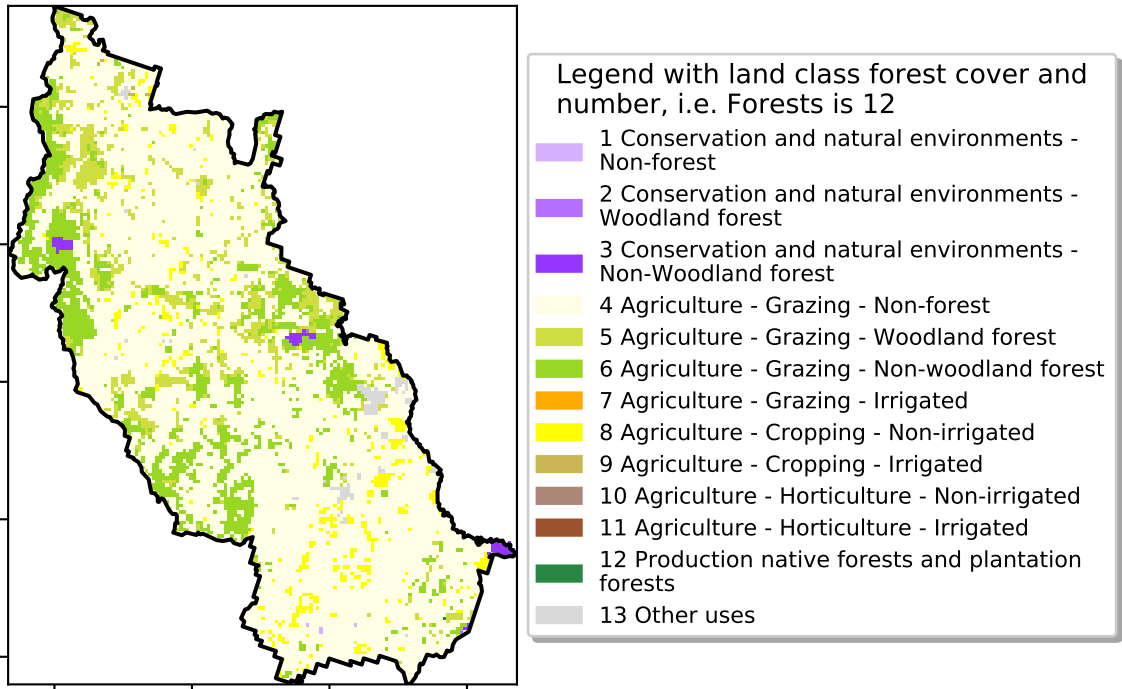 Legend with land class forest cover and
number, i.e. Forests is 12
1 Conservation and natural environments -
Non-forest
2 Conservation and natural environments -
Woodland forest
3 Conservation and natural environments -
Non-Woodland forest
4 Agriculture - Grazing - Non-forest
5 Agriculture - Grazing - Woodland forest
6 Agriculture - Grazing - Non-woodland forest
7 Agriculture - Grazing - Irrigated
8 Agriculture - Cropping - Non-irrigated
9 Agriculture - Cropping - Irrigated
10 Agriculture - Horticulture - Non-irrigated
11 Agriculture - Horticulture - Irrigated
12 Production native forests and plantation
forests
13 Other uses